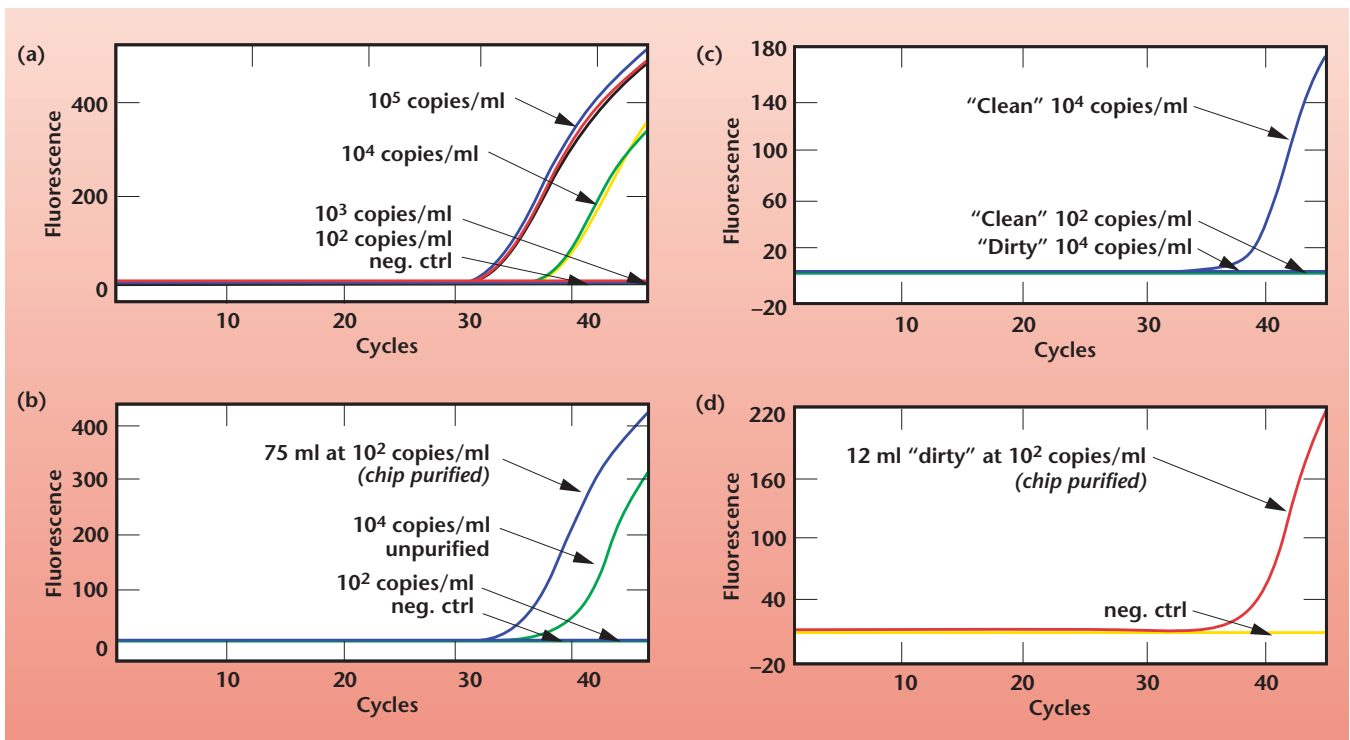 (a)
Fluorescence
400
200
0
10⁵ copies/ml
10⁴ copies/ml
10³ copies/ml
10² copies/ml
neg. ctrl
10 20 30 40
Cycles
(b)
Fluorescence
400
300
200
100
0
75 ml at 10² copies/ml
(chip purified)
10⁴ copies/ml
unpurified
10² copies/ml
neg. ctrl
10 20 30 40
Cycles
(c)
Fluorescence
180
140
100
60
20
0
–20
“Clean” 10⁴ copies/ml
“Clean” 10² copies/ml
“Dirty” 10⁴ copies/ml
10 20 30 40
Cycles
(d)
Fluorescence
220
160
100
40
–20
12 ml “dirty” at 10² copies/ml
(chip purified)
neg. ctrl
10 20 30 40
Cycles